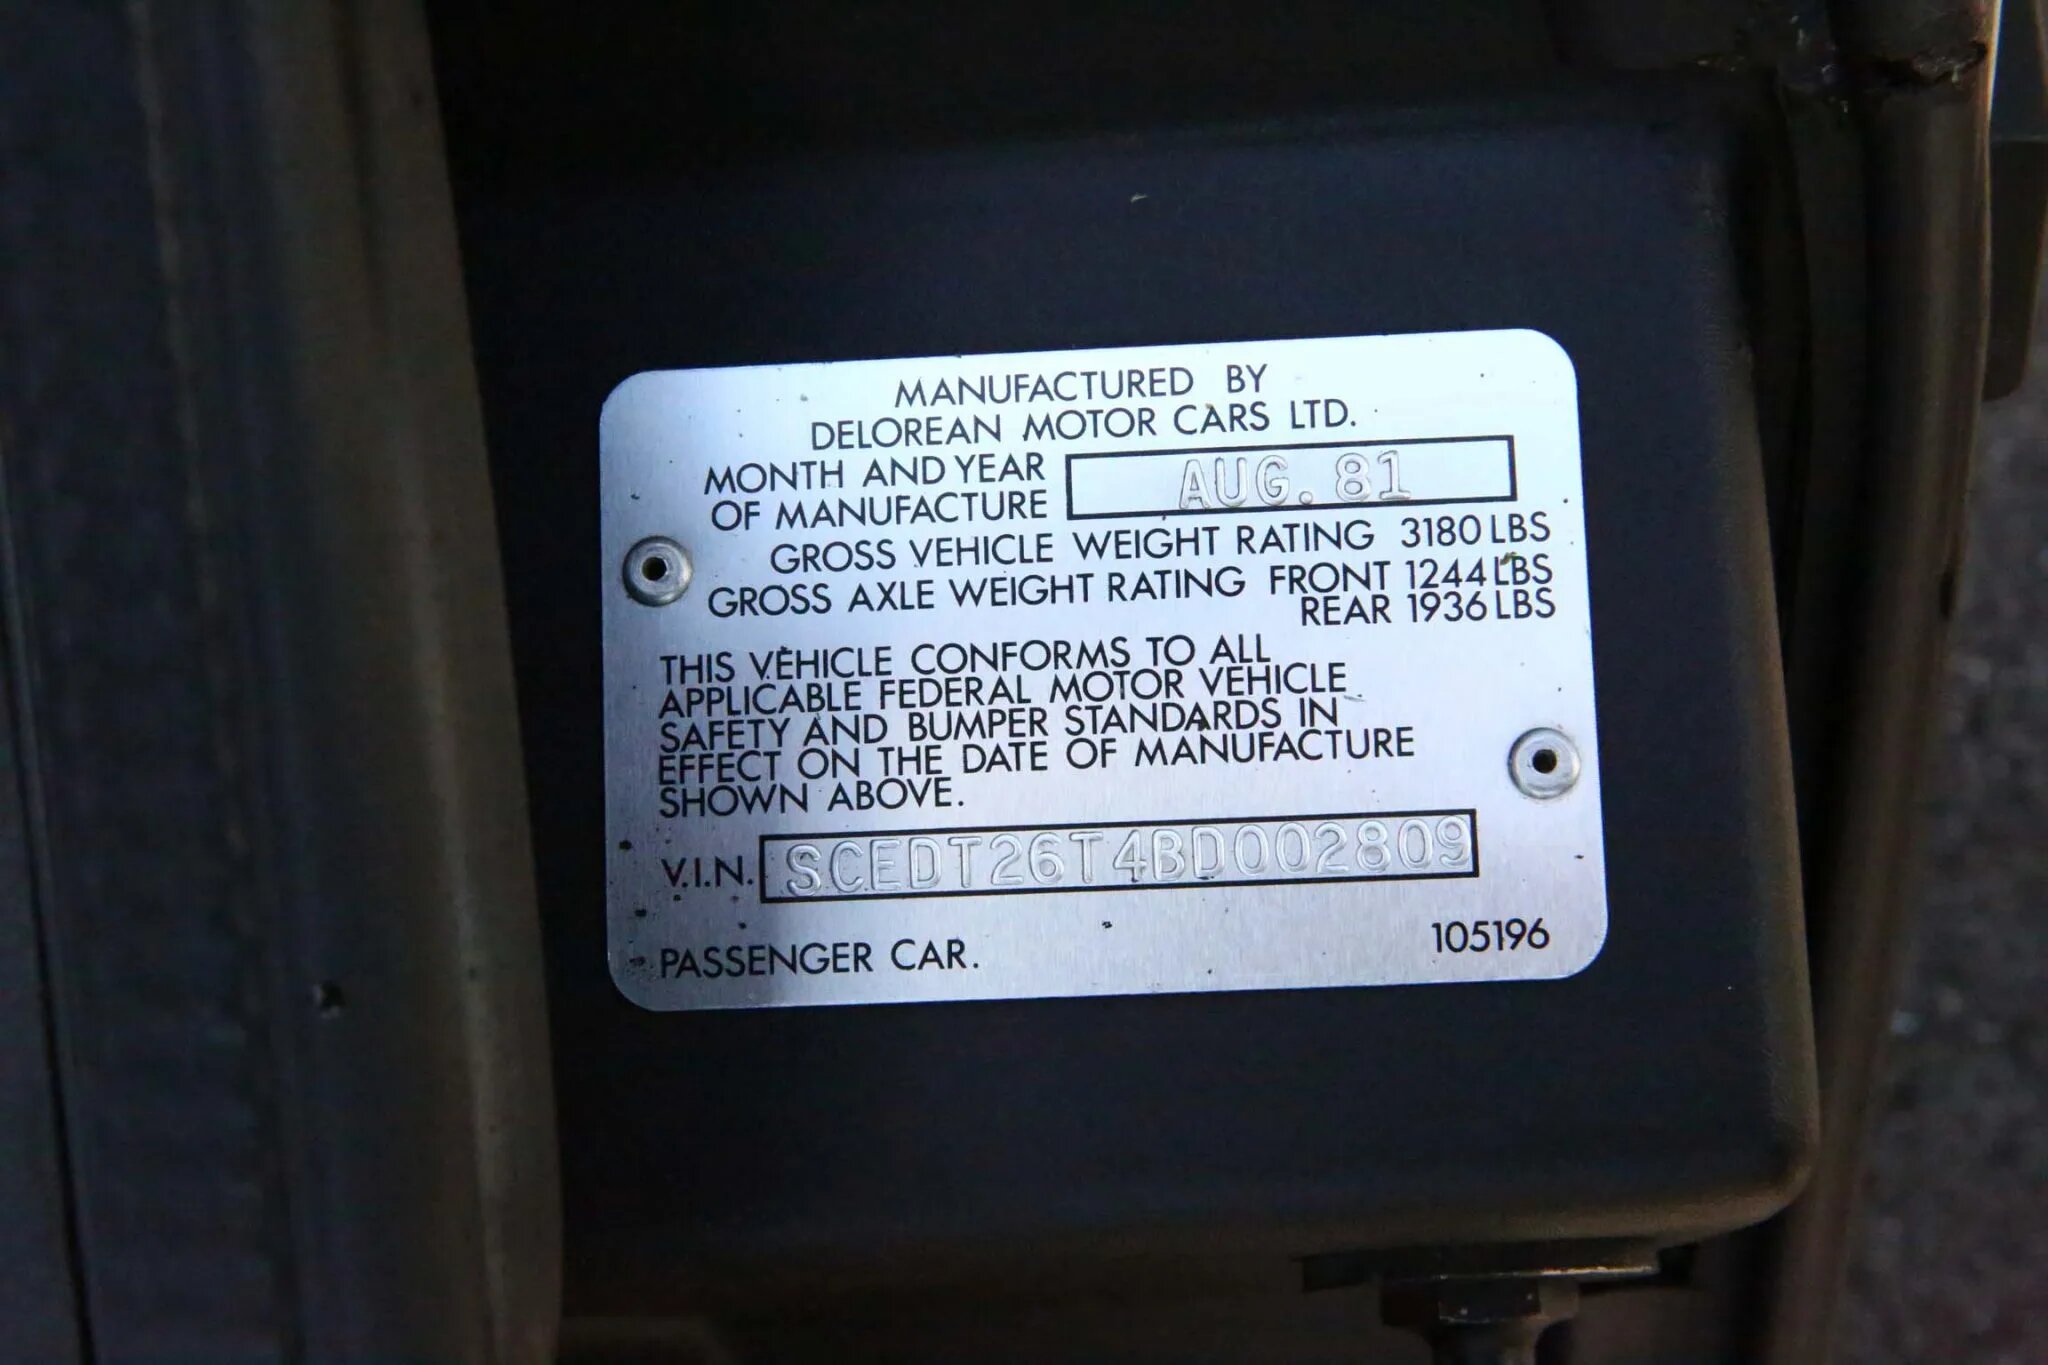 MANUFACTURED BY
DELOREAN MOTOR CARS LTD.
MONTH AND YEAR
OF MANUFACTURE AUG. 81
GROSS VEHICLE WEIGHT RATING 3180 LBS
GROSS AXLE WEIGHT RATING FRONT 1244 LBS
REAR 1936 LBS
THIS VEHICLE CONFORMS TO ALL
APPLICABLE FEDERAL MOTOR VEHICLE
SAFETY AND BUMPER STANDARDS IN
EFFECT ON THE DATE OF MANUFACTURE
SHOWN ABOVE.
V.I.N. SCEDT26T4BD002809
PASSENGER CAR. 105196